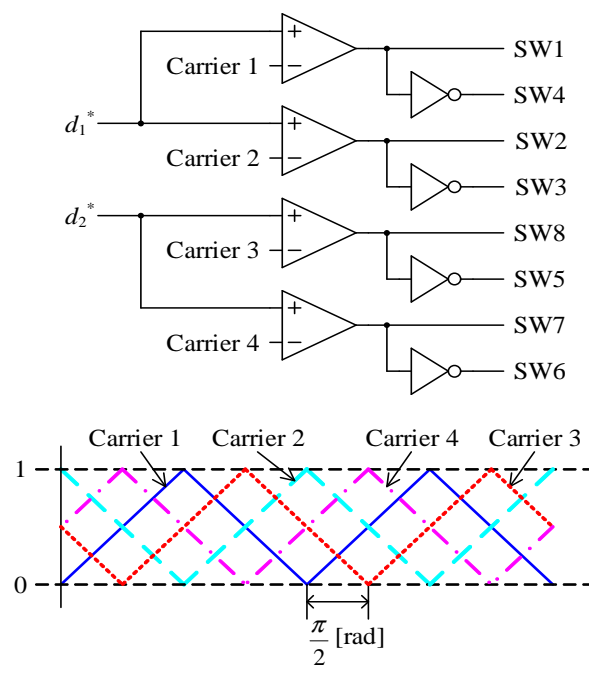 SW1
Carrier 1
SW4
d₁*
SW2
Carrier 2
SW3
d₂*
SW8
Carrier 3
SW5
SW7
Carrier 4
SW6
Carrier 1 Carrier 2 Carrier 4 Carrier 3
1
0
π/2 [rad]